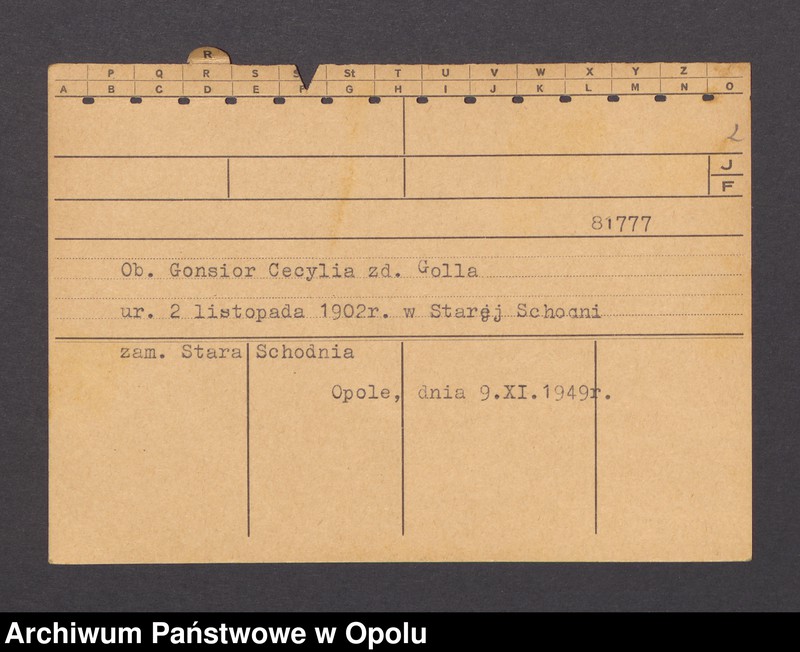 R
P Q R S S St T U V W X Y Z
A B C D E F G H I J K L M N O
2
J
F
81777
Ob. Gonsior Cecylia zd. Golla
ur. 2 listopada 1902r. w Starej Schodni
zam. Stara Schodnia
Opole, dnia 9.XI.1949r.
Archiwum Państwowe w Opolu